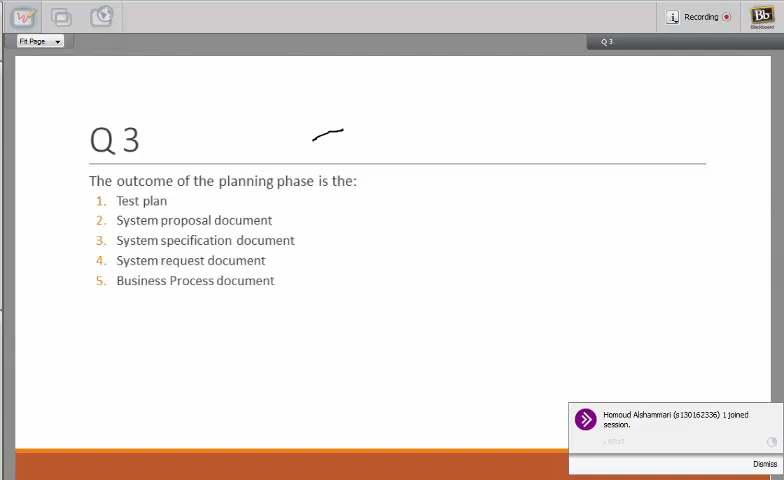 Recording
Bb
Blackboard
Fit Page
Q 3
Q 3
The outcome of the planning phase is the:
1. Test plan
2. System proposal document
3. System specification document
4. System request document
5. Business Process document
Homoud Alshammari (s130162336) 1 joined
session.
Dismiss